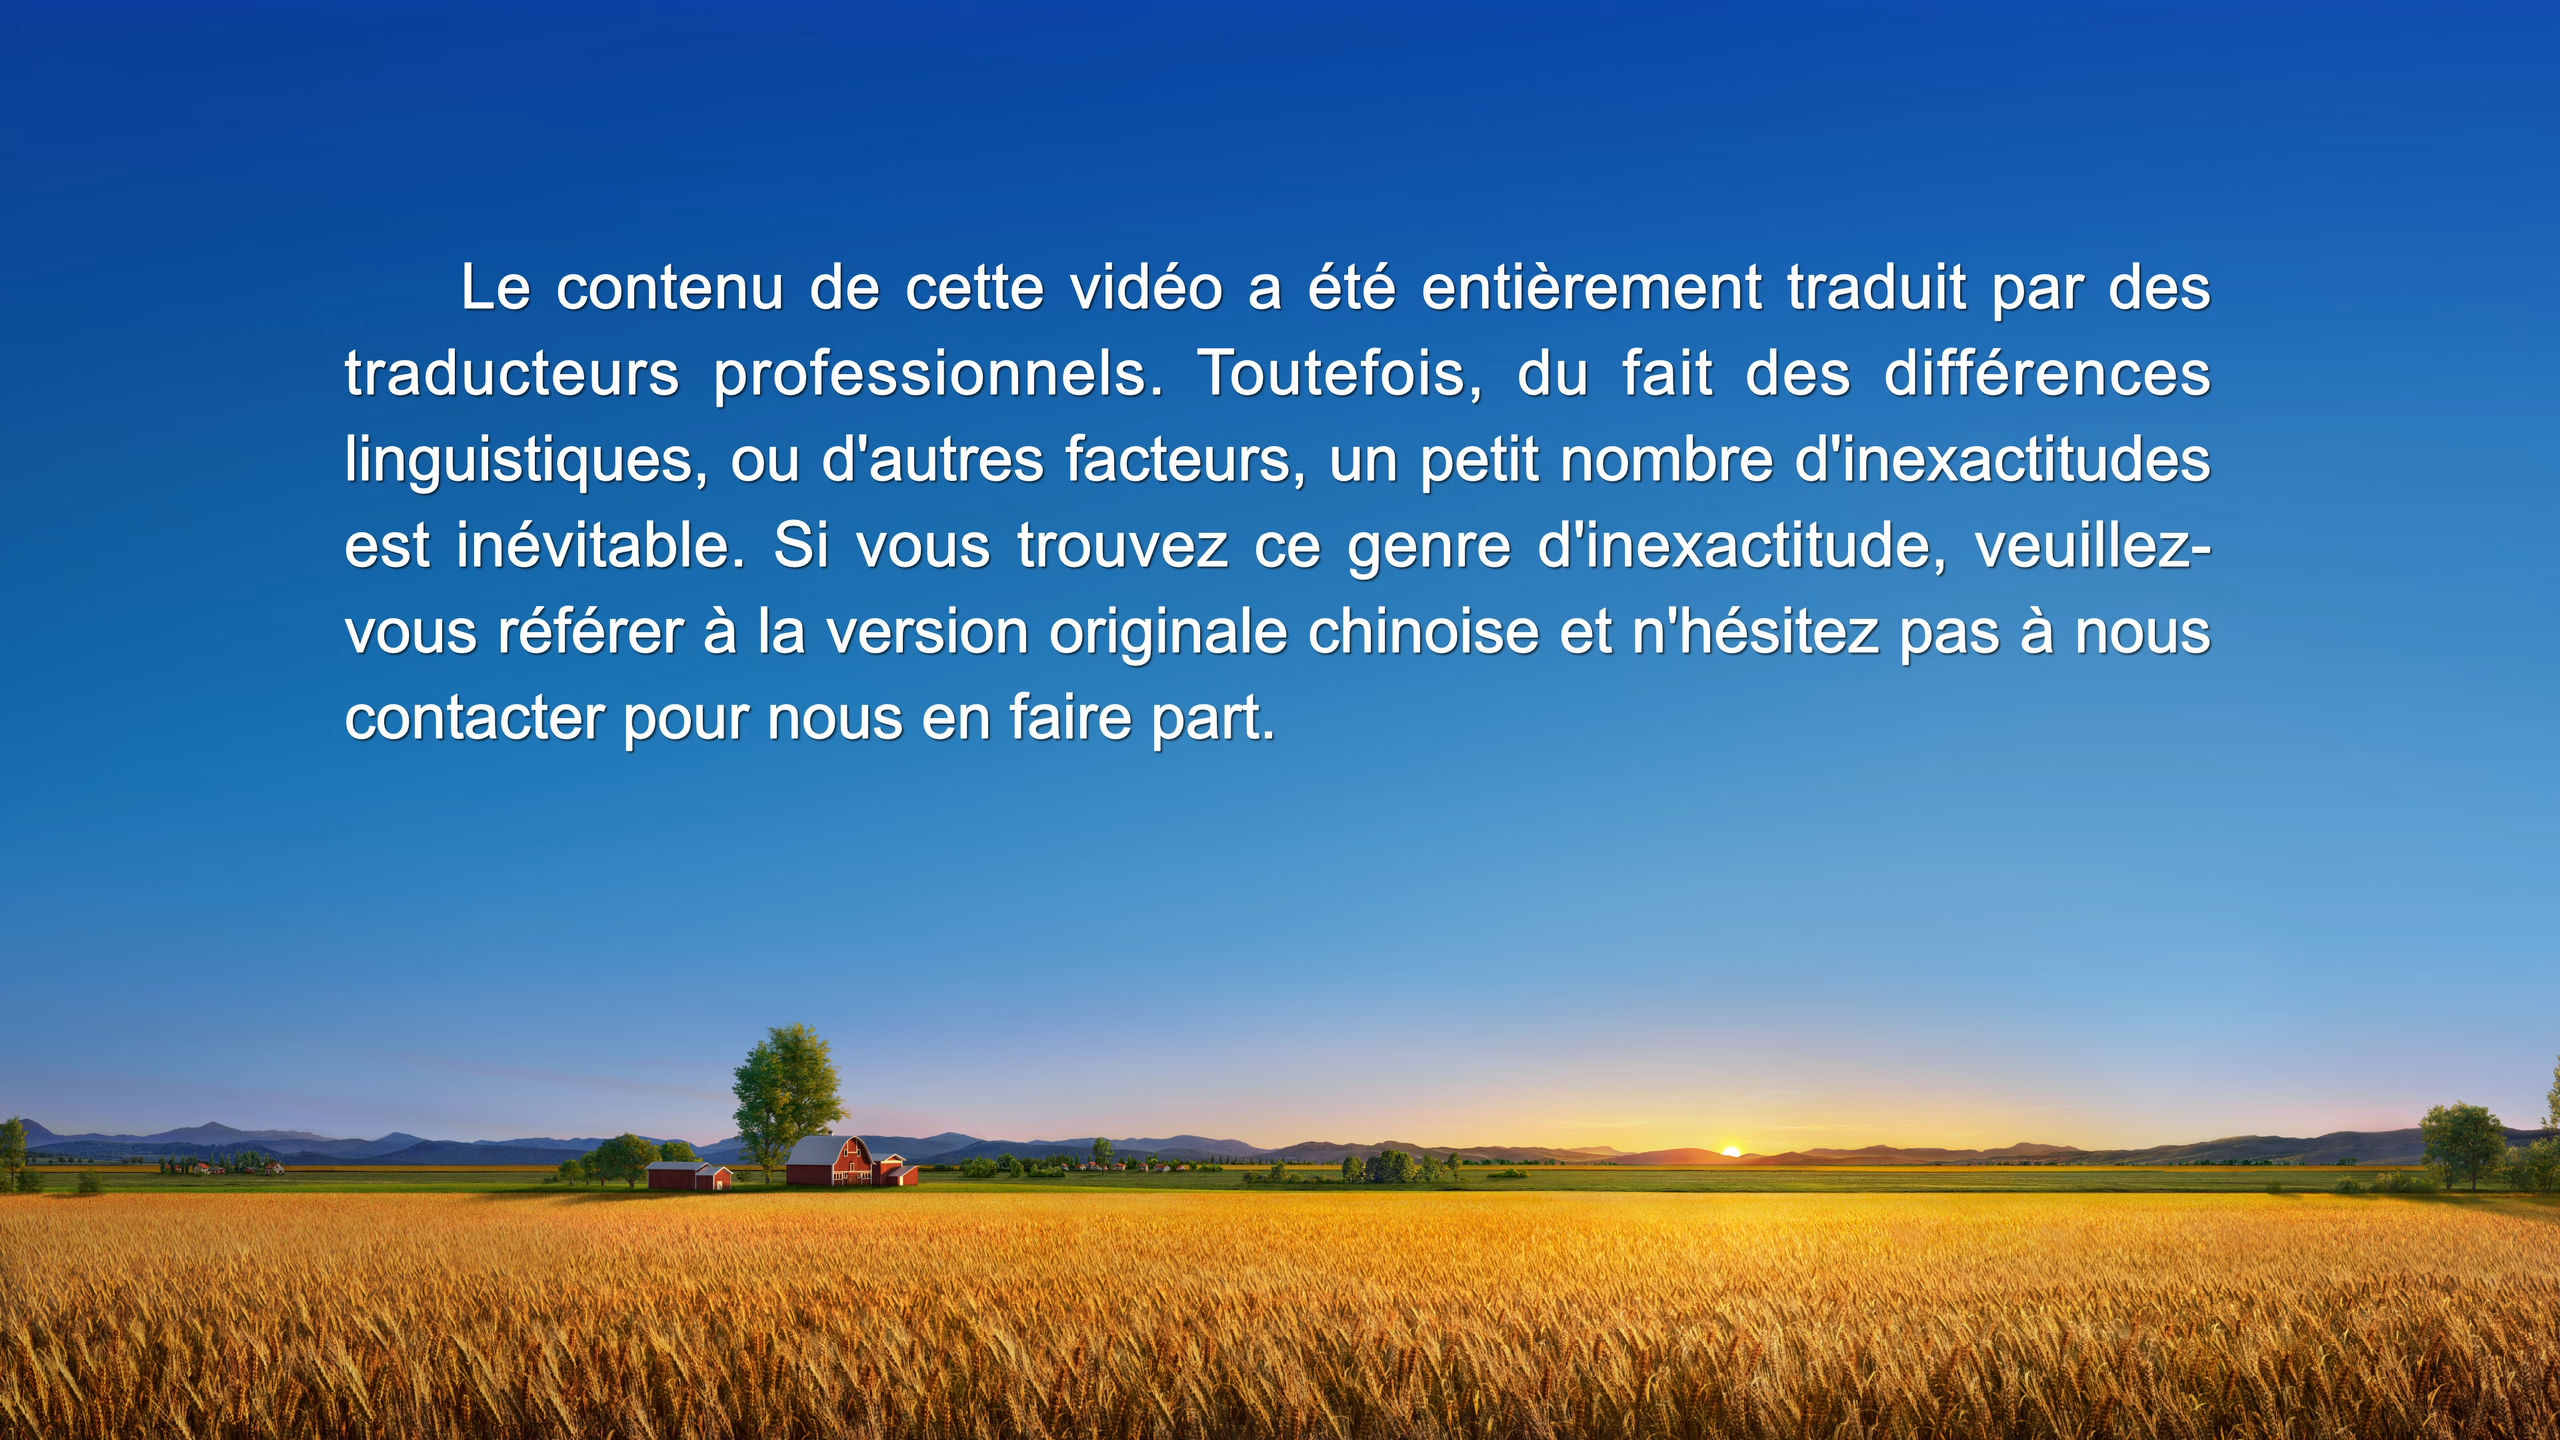 Le contenu de cette vidéo a été entièrement traduit par des
traducteurs professionnels. Toutefois, du fait des différences
linguistiques, ou d'autres facteurs, un petit nombre d'inexactitudes
est inévitable. Si vous trouvez ce genre d'inexactitude, veuillez-
vous référer à la version originale chinoise et n'hésitez pas à nous
contacter pour nous en faire part.